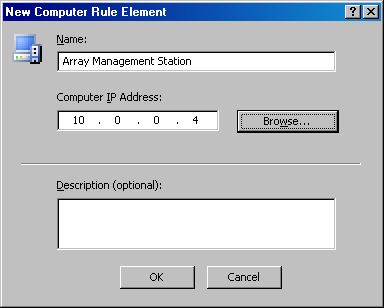 New Computer Rule Element
Name:
Array Management Station
Computer IP Address:
10 . 0 . 0 . 4
Browse...
Description (optional):
OK
Cancel